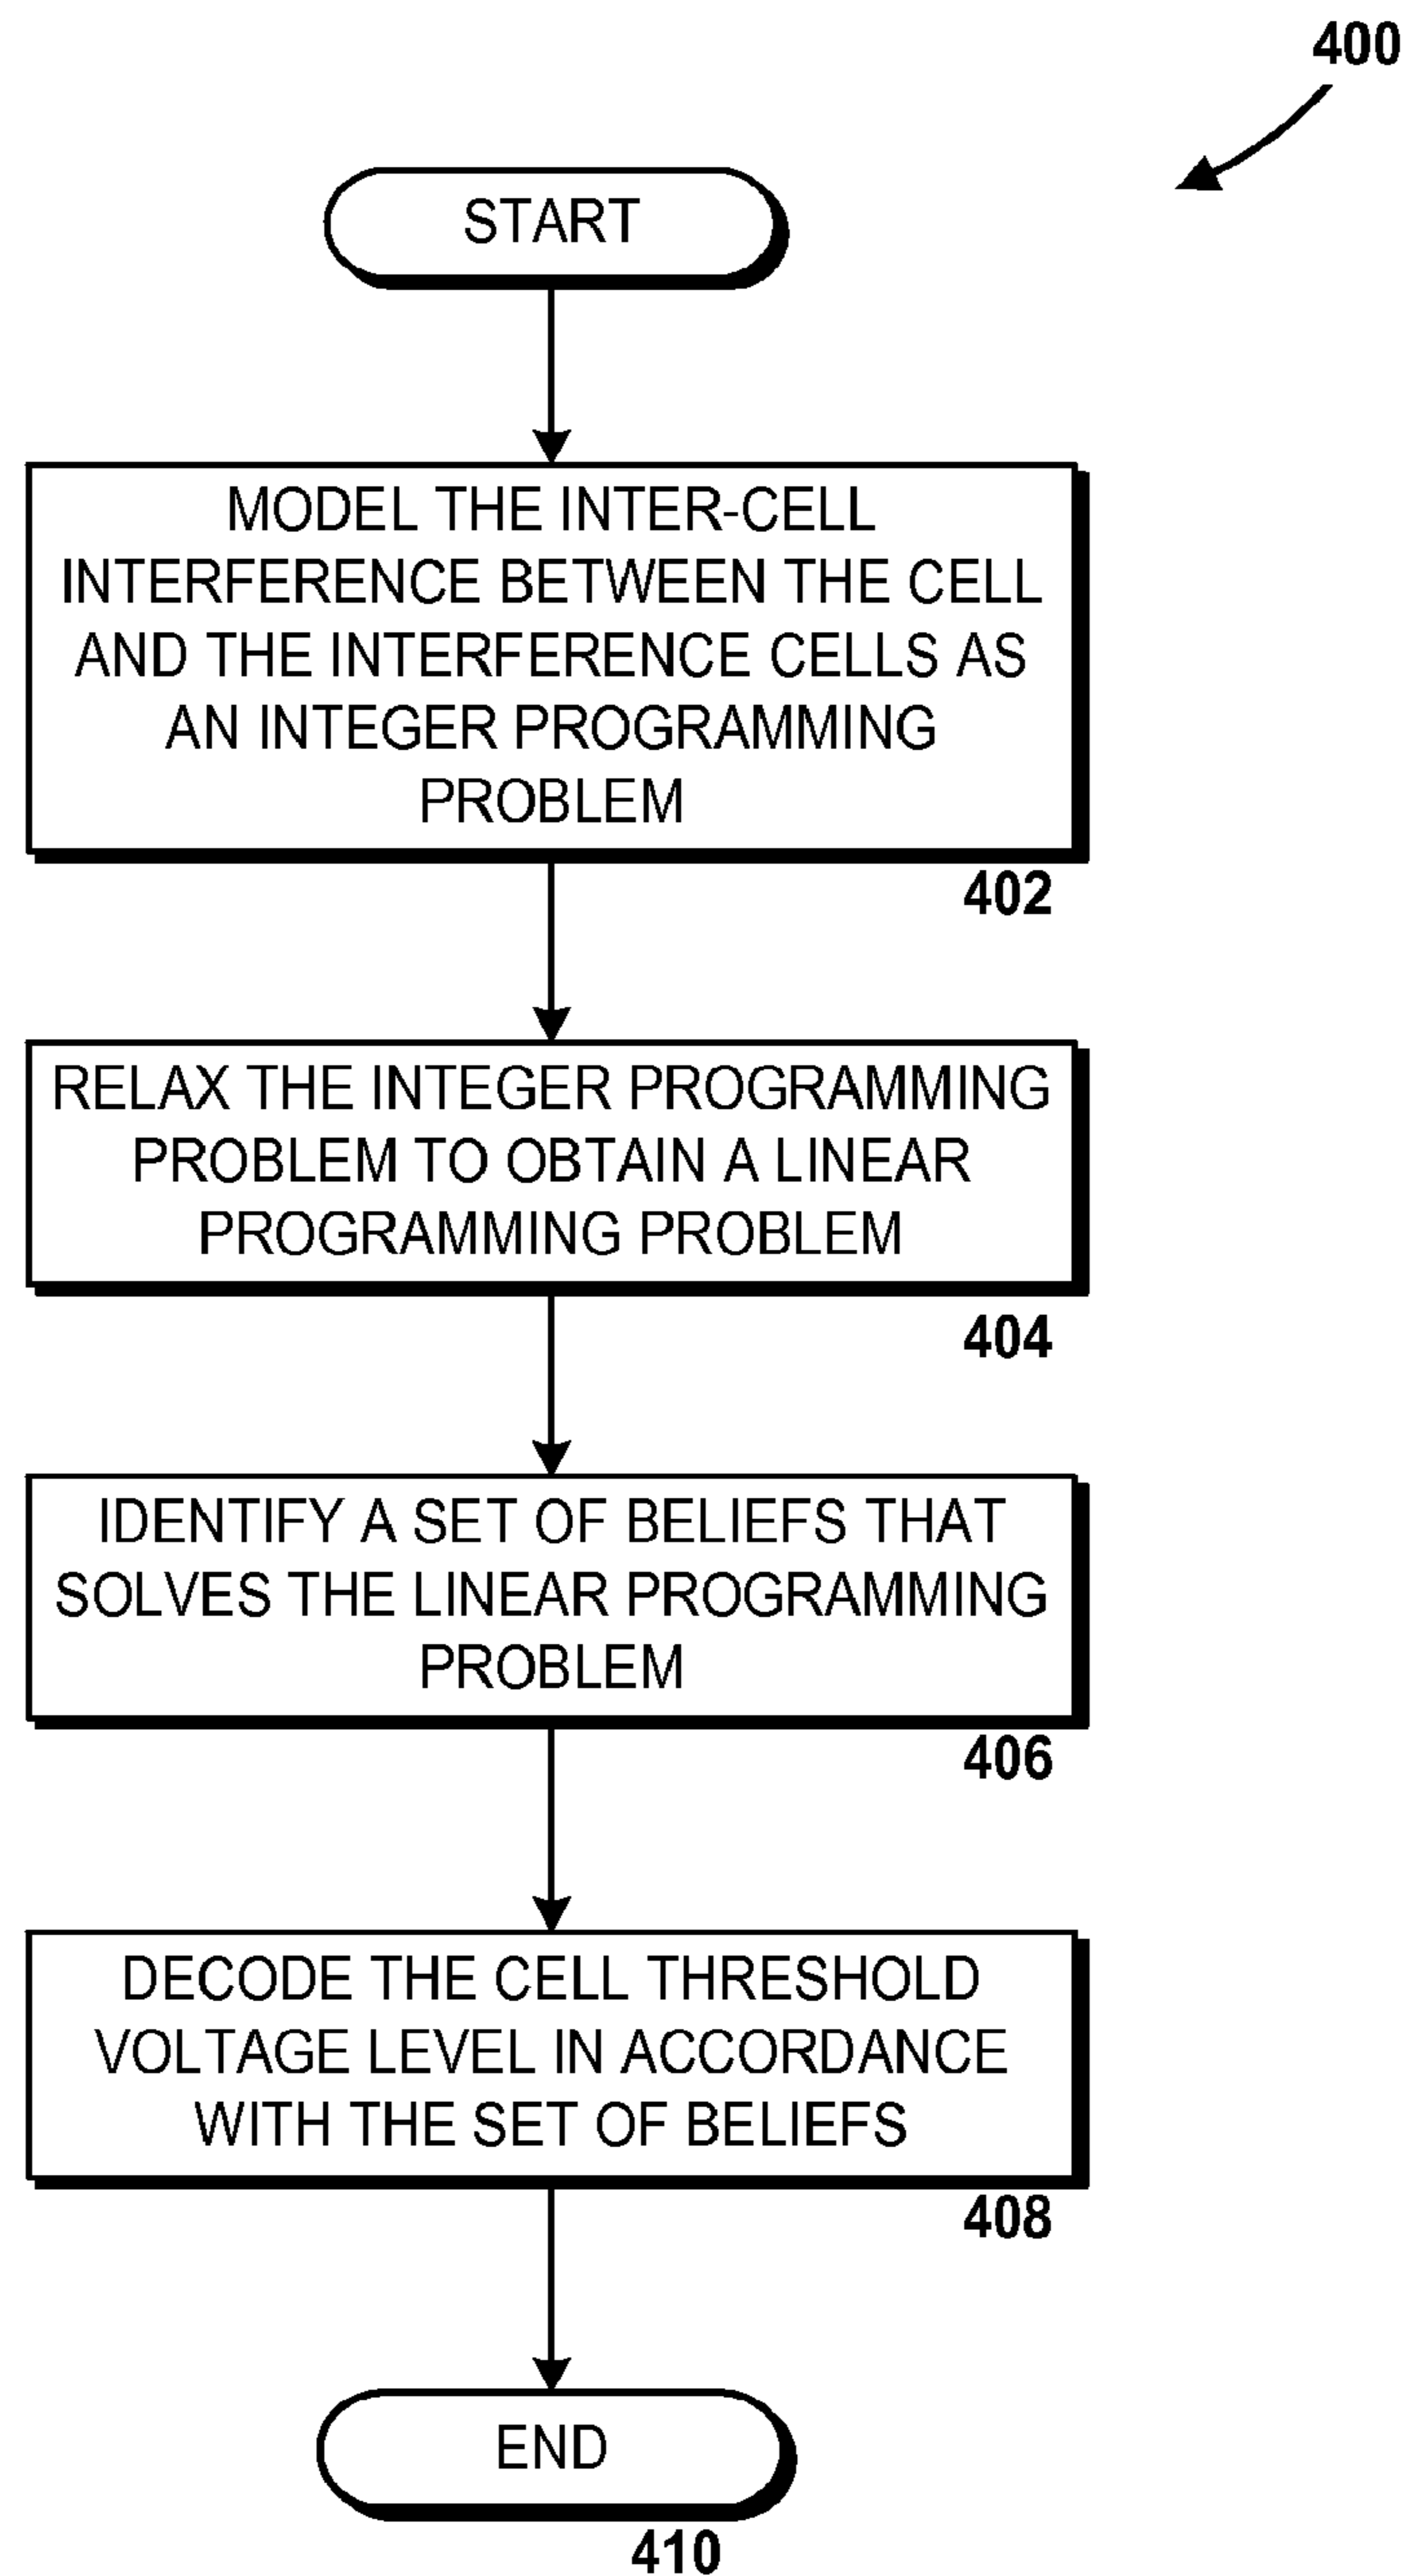 400
START
MODEL THE INTER-CELL
INTERFERENCE BETWEEN THE CELL
AND THE INTERFERENCE CELLS AS
AN INTEGER PROGRAMMING
PROBLEM
402
RELAX THE INTEGER PROGRAMMING
PROBLEM TO OBTAIN A LINEAR
PROGRAMMING PROBLEM
404
IDENTIFY A SET OF BELIEFS THAT
SOLVES THE LINEAR PROGRAMMING
PROBLEM
406
DECODE THE CELL THRESHOLD
VOLTAGE LEVEL IN ACCORDANCE
WITH THE SET OF BELIEFS
408
END
410